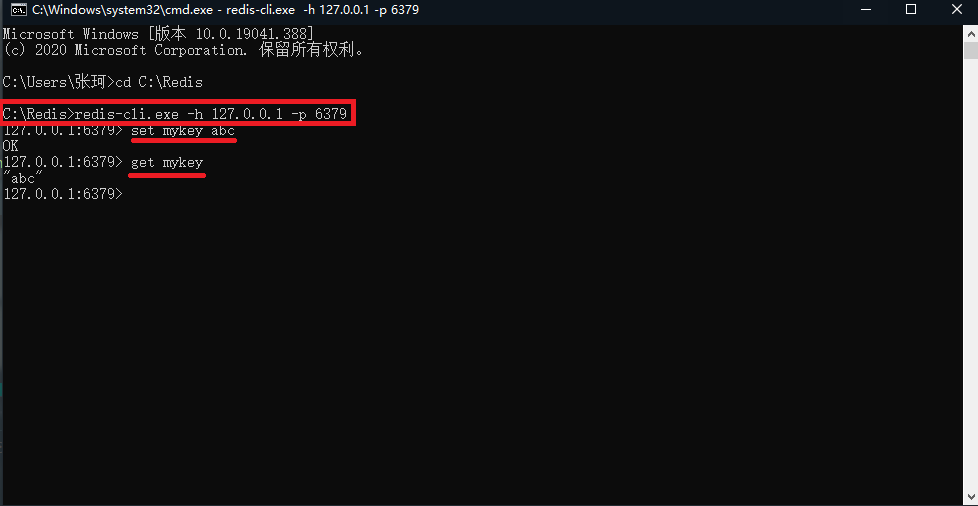 C:\Windows\system32\cmd.exe - redis-cli.exe -h 127.0.0.1 -p 6379
Microsoft Windows [版本 10.0.19041.388]
(c) 2020 Microsoft Corporation. 保留所有权利。
C:\Users\张珂>cd C:\Redis
C:\Redis>redis-cli.exe -h 127.0.0.1 -p 6379
127.0.0.1:6379> set mykey abc
OK
127.0.0.1:6379> get mykey
"abc"
127.0.0.1:6379>